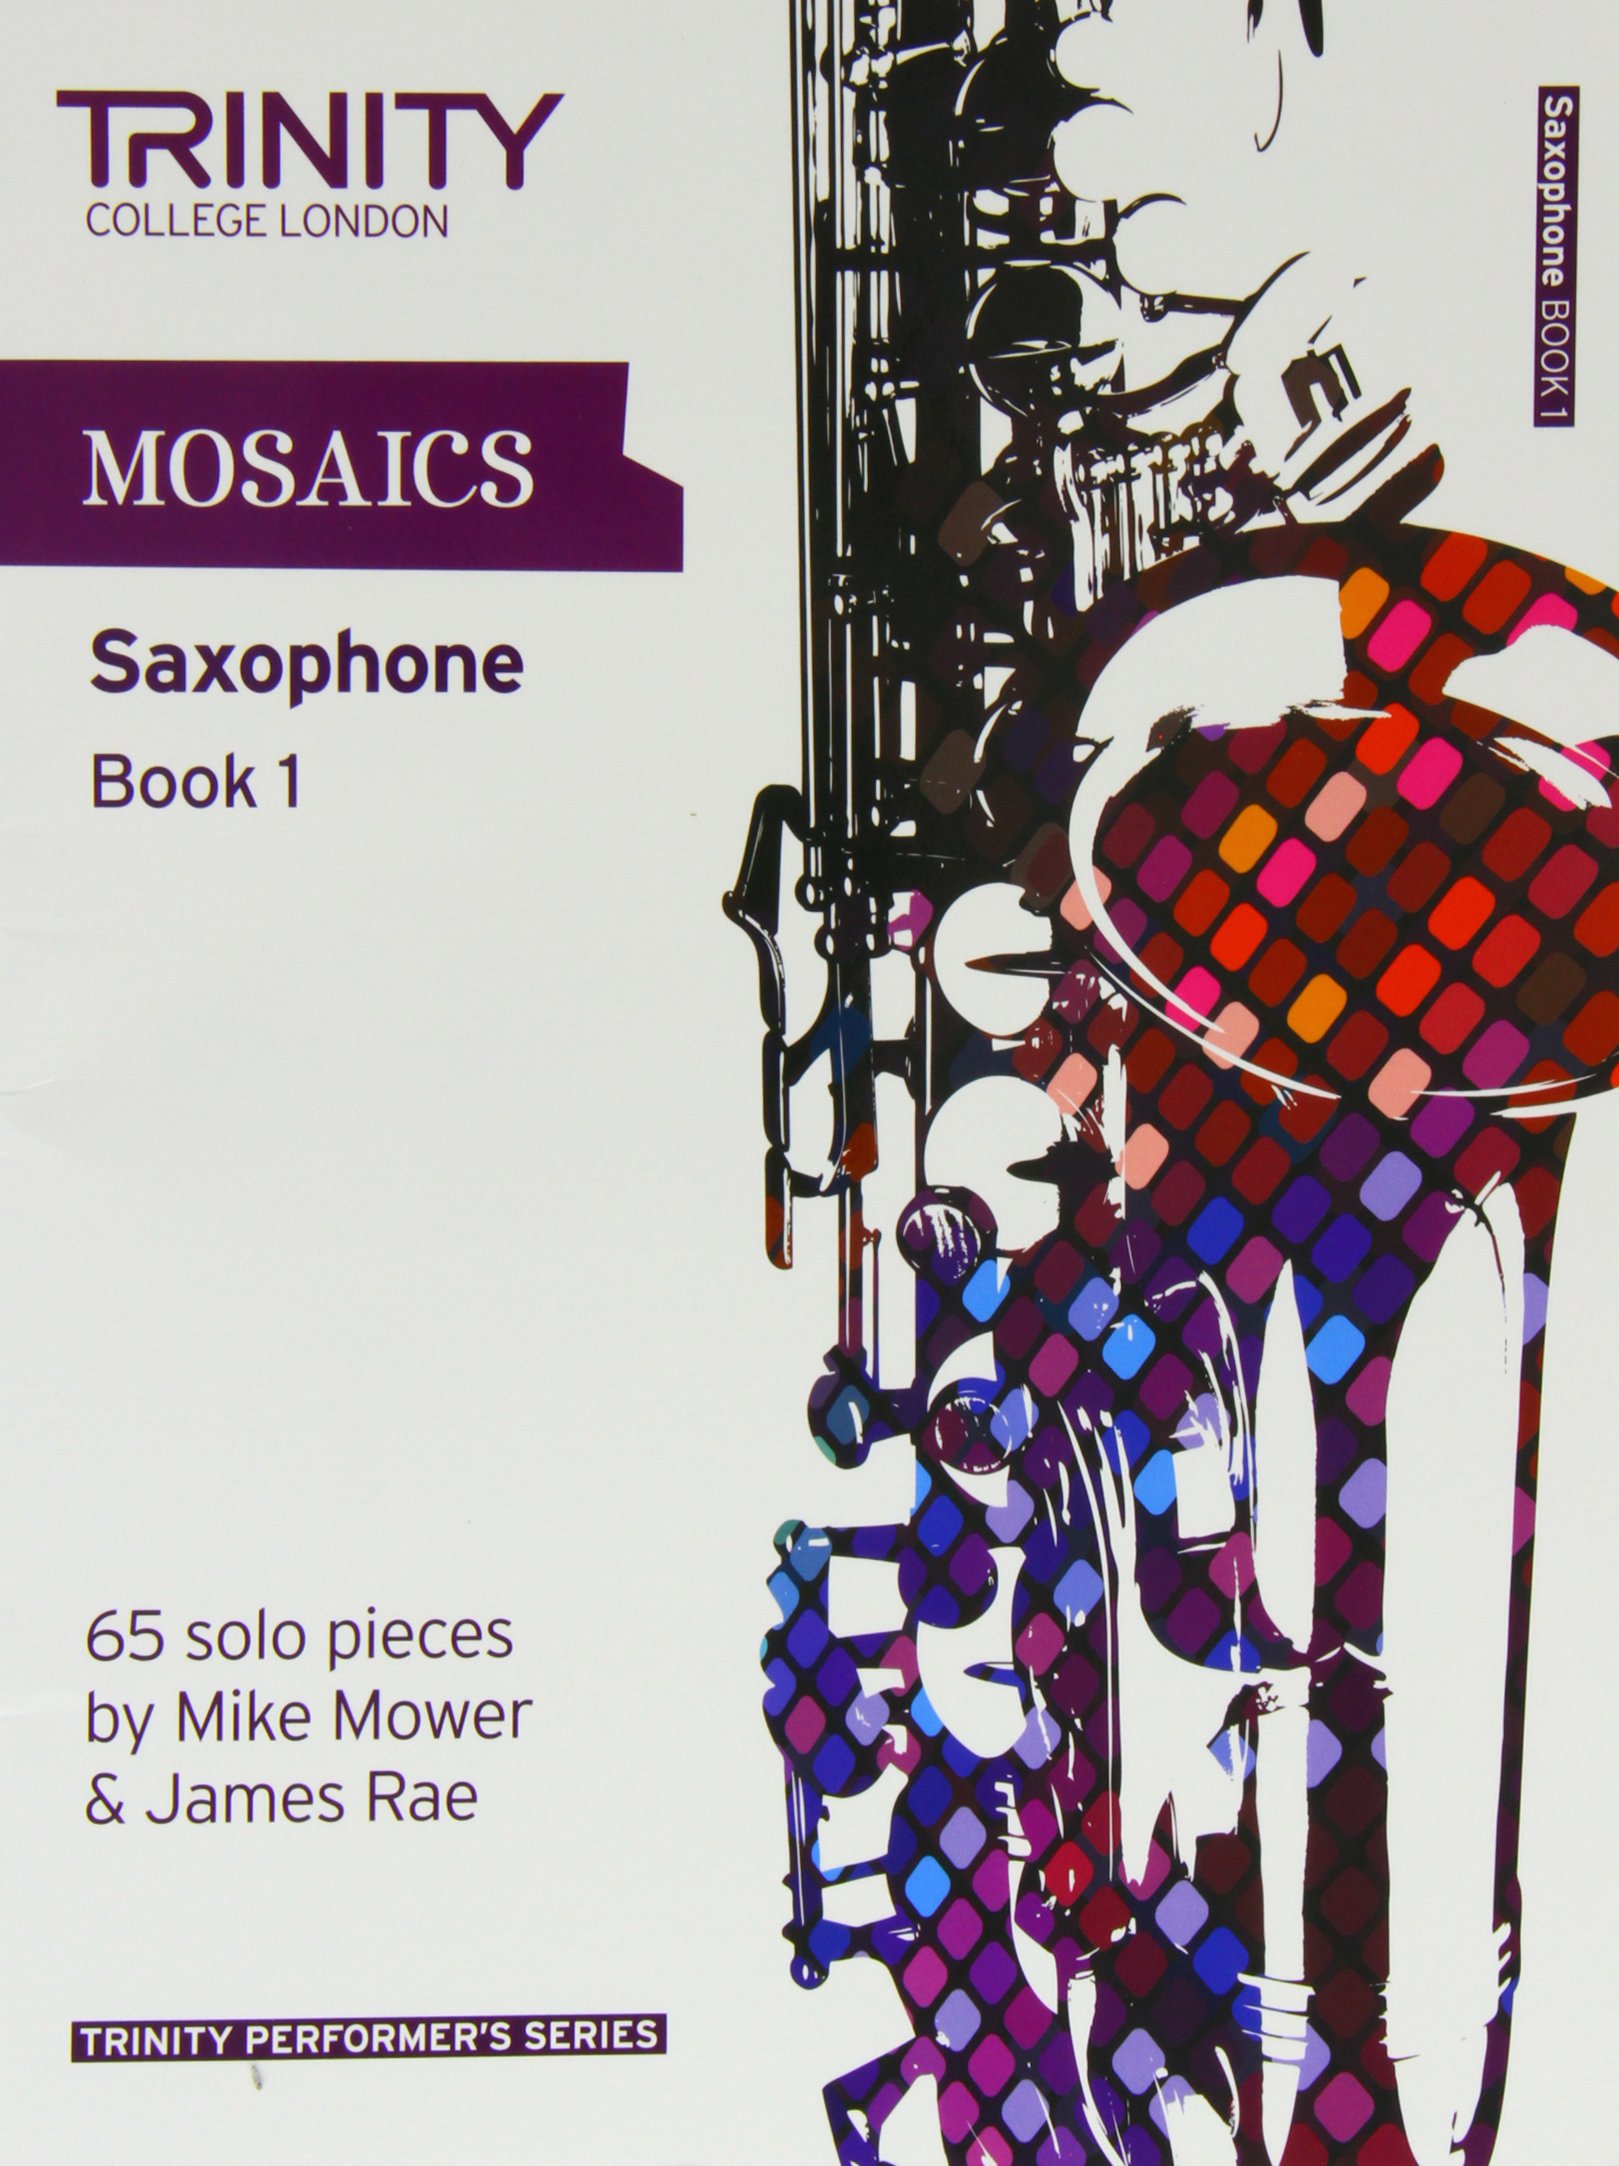 TRINITY
COLLEGE LONDON
Saxophone BOOK 1
MOSAICS
Saxophone
Book 1
65 solo pieces
by Mike Mower
& James Rae
TRINITY PERFORMER'S SERIES